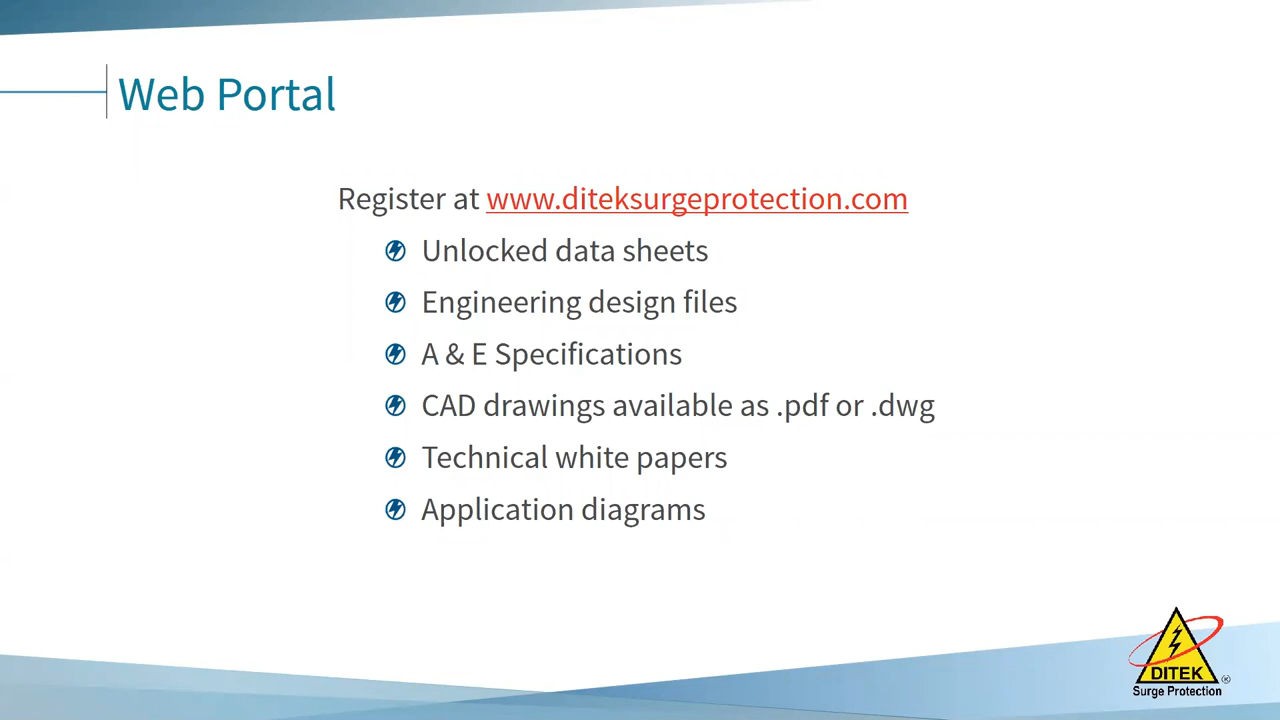 Web Portal
Register at www.diteksurgeprotection.com
Unlocked data sheets
Engineering design files
A & E Specifications
CAD drawings available as .pdf or .dwg
Technical white papers
Application diagrams
DITEK®
Surge Protection